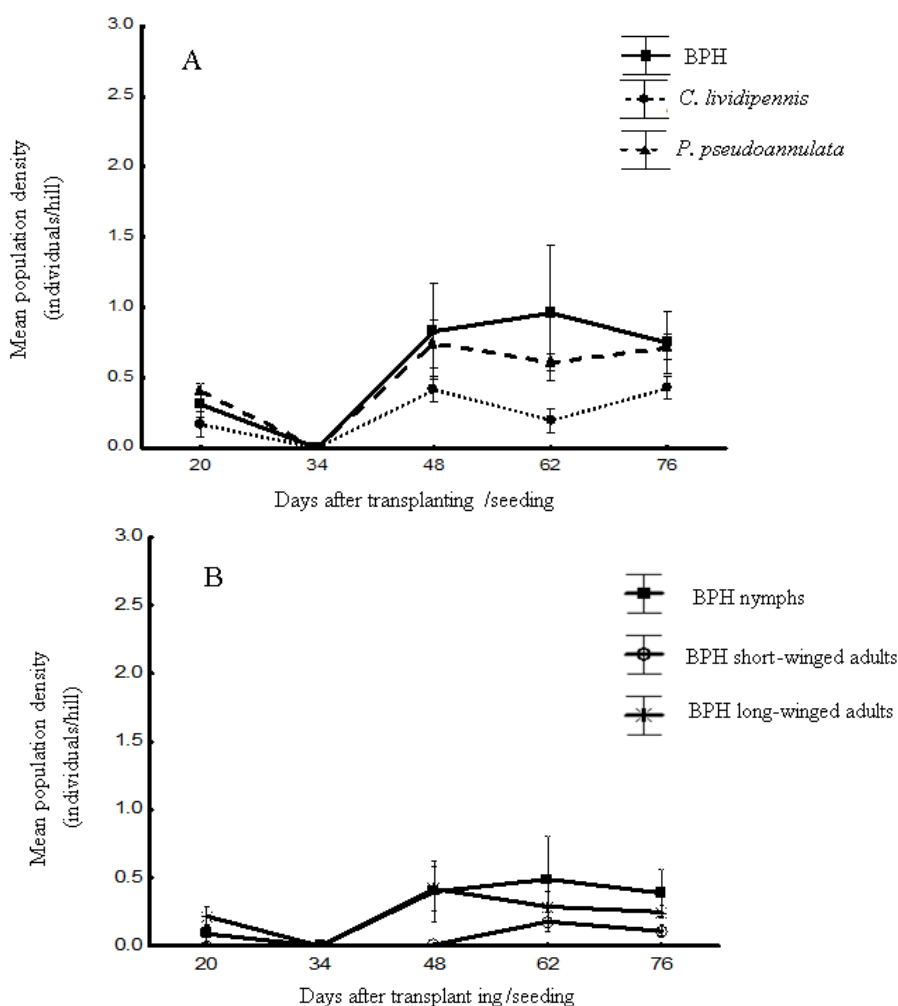 A
3.0
2.5
2.0
1.5
1.0
0.5
0.0
Mean population density
(individuals/hill)
BPH
C. lividipennis
P. pseudoannulata
20 34 48 62 76
Days after transplanting /seeding
B
3.0
2.5
2.0
1.5
1.0
0.5
0.0
Mean population density
(individuals/hill)
BPH nymphs
BPH short-winged adults
BPH long-winged adults
20 34 48 62 76
Days after transplant ing /seeding